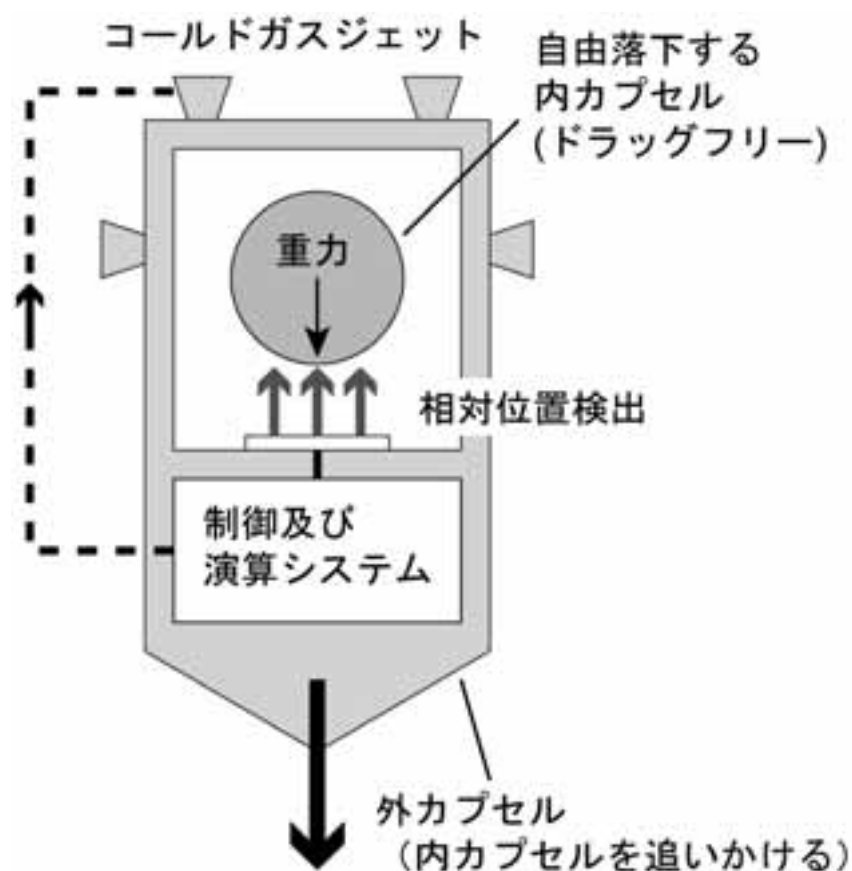 コールドガスジェット
自由落下する
内カプセル
(ドラッグフリー)
重力
相対位置検出
制御及び
演算システム
外カプセル
（内カプセルを追いかける）